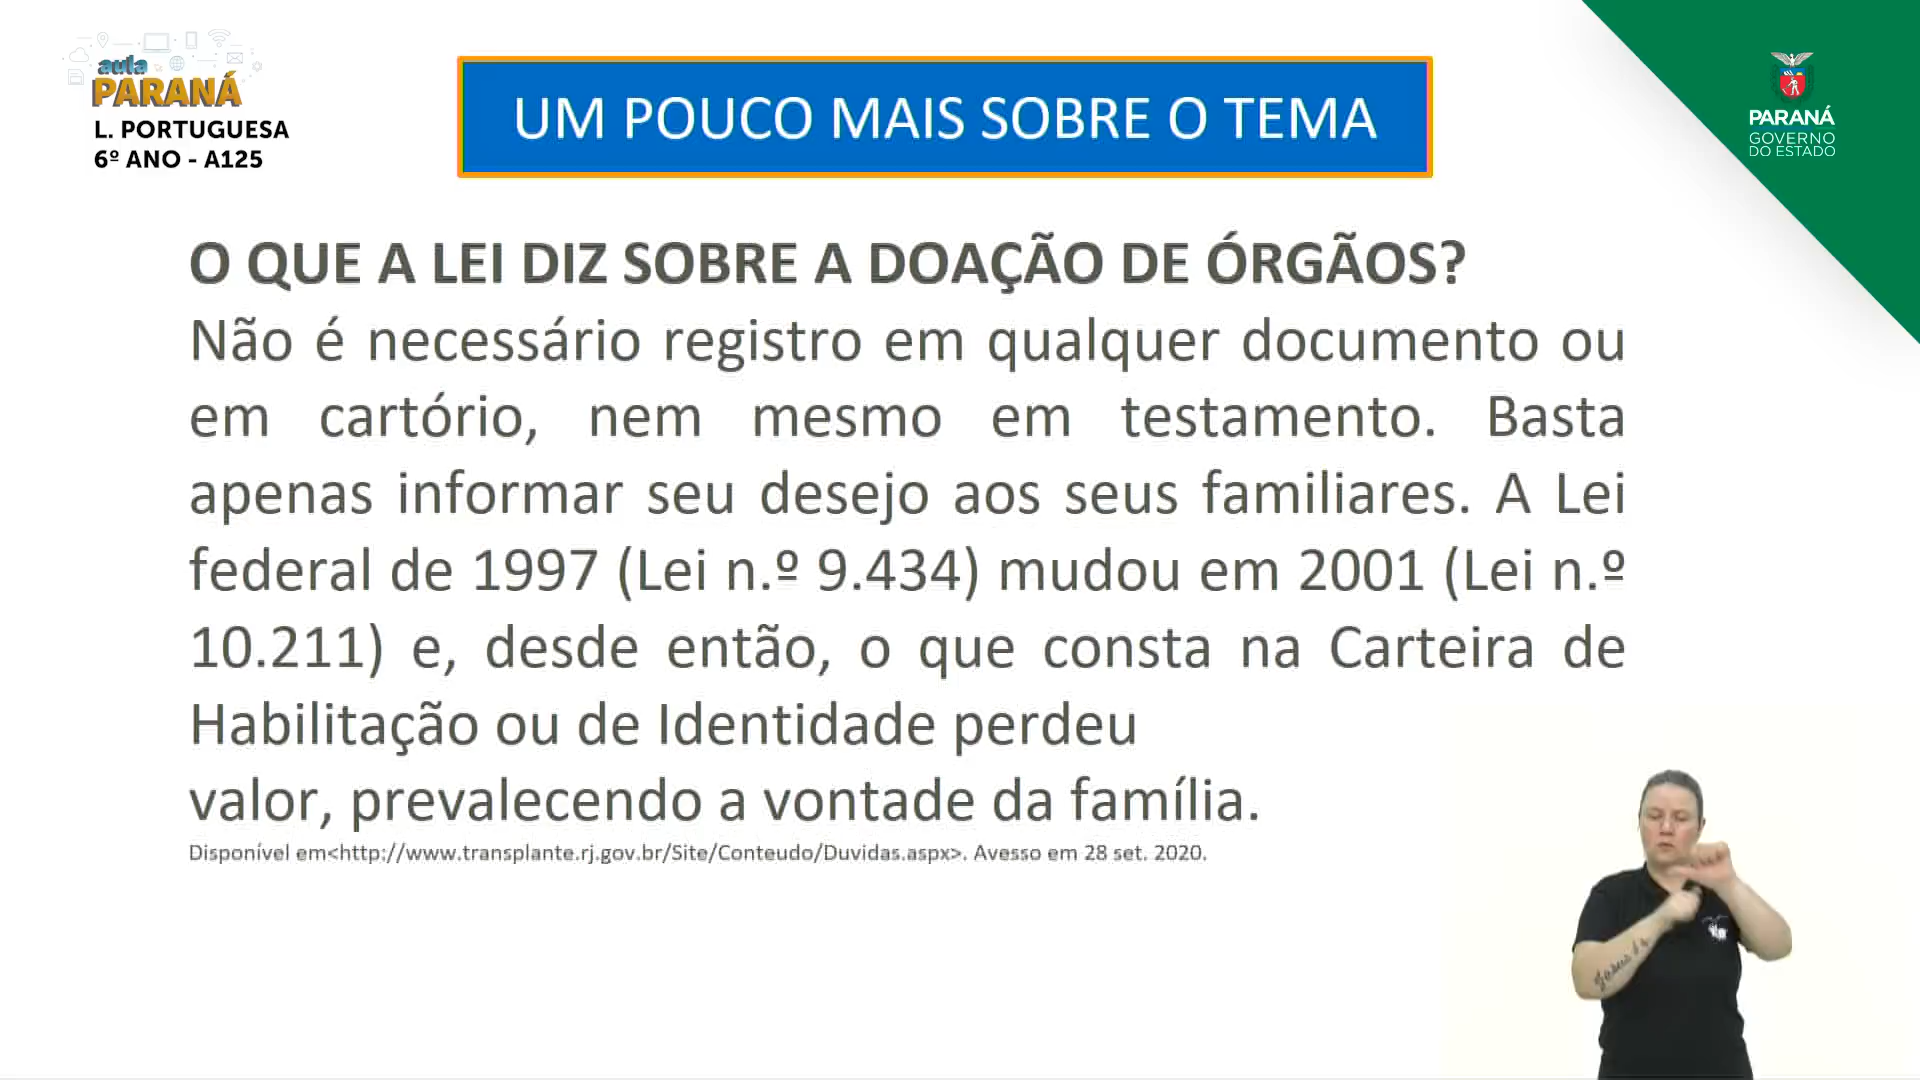 aula
PARANÁ
L. PORTUGUESA
6º ANO - A125
UM POUCO MAIS SOBRE O TEMA
PARANÁ
GOVERNO
DO ESTADO
O QUE A LEI DIZ SOBRE A DOAÇÃO DE ÓRGÃOS?
Não é necessário registro em qualquer documento ou
em cartório, nem mesmo em testamento. Basta
apenas informar seu desejo aos seus familiares. A Lei
federal de 1997 (Lei n.º 9.434) mudou em 2001 (Lei n.º
10.211) e, desde então, o que consta na Carteira de
Habilitação ou de Identidade perdeu
valor, prevalecendo a vontade da família.
Disponível em<http://www.transplante.rj.gov.br/Site/Conteudo/Duvidas.aspx>. Avesso em 28 set. 2020.